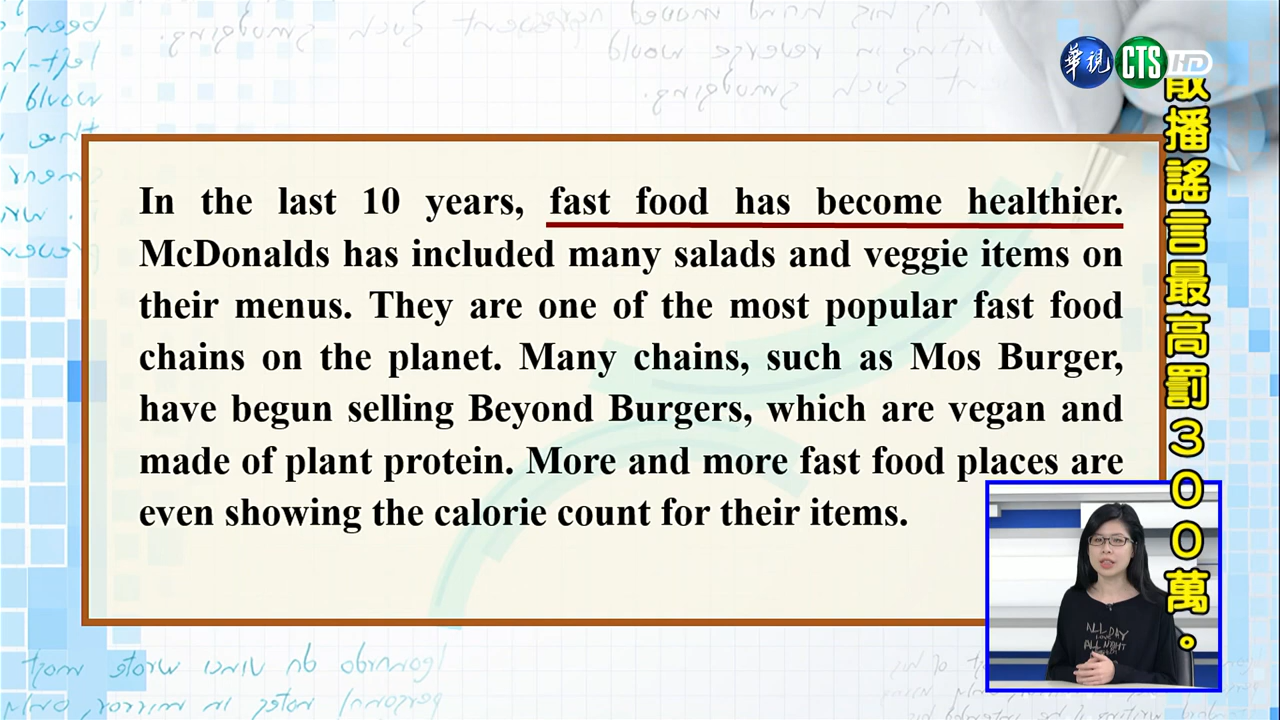 華視 CTS HD
In the last 10 years, fast food has become healthier.
McDonalds has included many salads and veggie items on
their menus. They are one of the most popular fast food
chains on the planet. Many chains, such as Mos Burger,
have begun selling Beyond Burgers, which are vegan and
made of plant protein. More and more fast food places are
even showing the calorie count for their items.
散播謠言最高罰300萬。
ALL DAY
ALL NIGHT